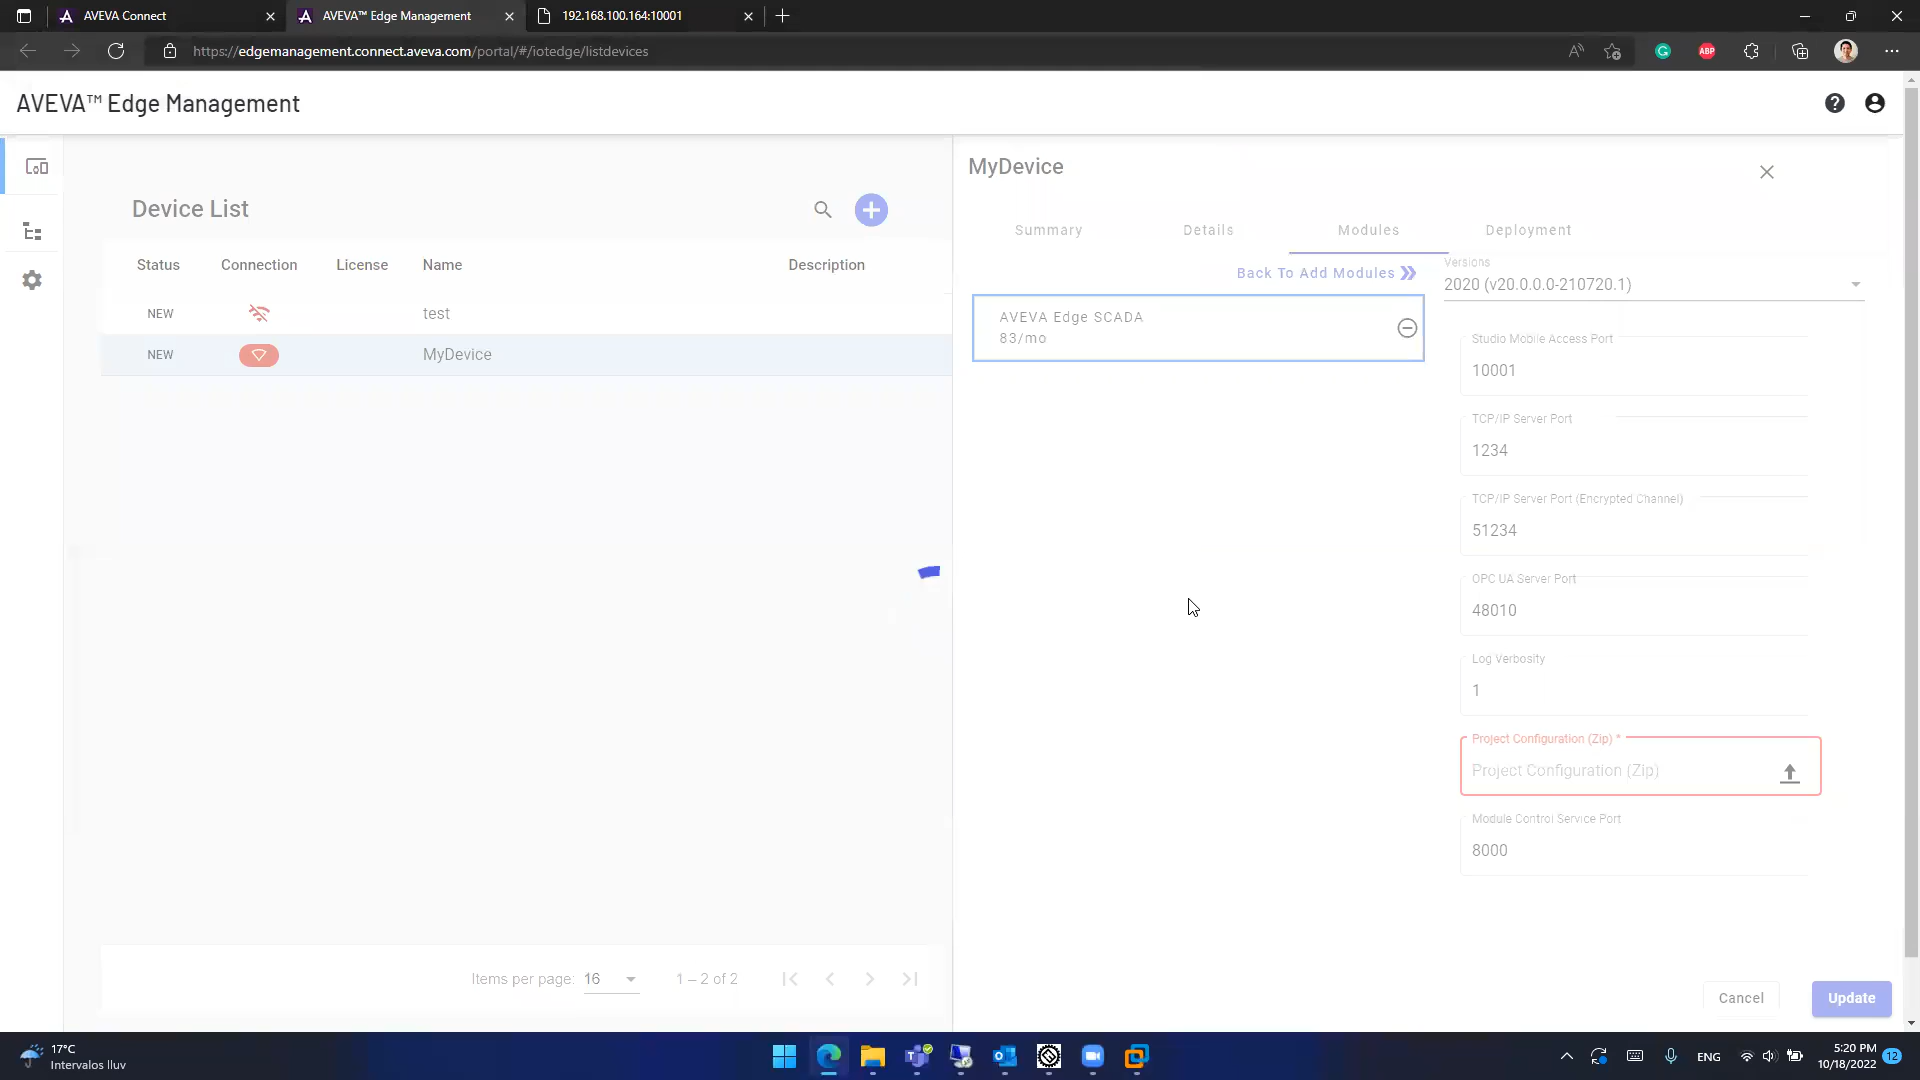 AVEVA Connect
AVEVA™ Edge Management
192.168.100.164:10001
https://edgemanagement.connect.aveva.com/portal/#/iotedge/listdevices
ABP
AVEVA™ Edge Management
Device List
Status Connection License Name Description
NEW test
NEW MyDevice
Items per page: 16 1 – 2 of 2
MyDevice
Summary Details Modules Deployment
Back To Add Modules
AVEVA Edge SCADA
83/mo
Versions
2020 (v20.0.0.0-210720.1)
Studio Mobile Access Port
10001
TCP/IP Server Port
1234
TCP/IP Server Port (Encrypted Channel)
51234
OPC UA Server Port
48010
Log Verbosity
1
Project Configuration (Zip) *
Project Configuration (Zip)
Module Control Service Port
8000
Cancel Update
17°C
Intervalos lluv
ENG
5:20 PM
10/18/2022
12